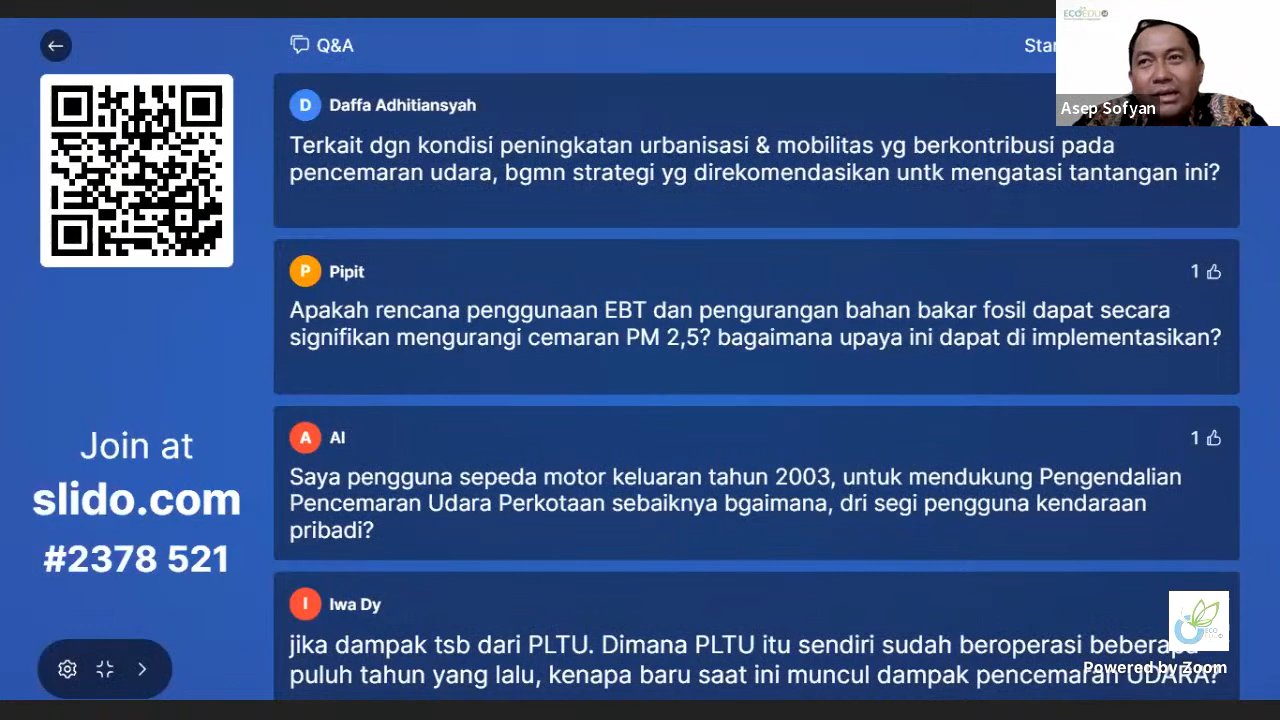 Q&A
Star
ECOEDU
Asep Sofyan
D
Daffa Adhitiansyah
Terkait dgn kondisi peningkatan urbanisasi & mobilitas yg berkontribusi pada
pencemaran udara, bgmn strategi yg direkomendasikan untk mengatasi tantangan ini?
P
Pipit
1
Apakah rencana penggunaan EBT dan pengurangan bahan bakar fosil dapat secara
signifikan mengurangi cemaran PM 2,5? bagaimana upaya ini dapat di implementasikan?
A
Al
1
Saya pengguna sepeda motor keluaran tahun 2003, untuk mendukung Pengendalian
Pencemaran Udara Perkotaan sebaiknya bgaimana, dri segi pengguna kendaraan
pribadi?
I
Iwa Dy
jika dampak tsb dari PLTU. Dimana PLTU itu sendiri sudah beroperasi beberapa
puluh tahun yang lalu, kenapa baru saat ini muncul dampak pencemaran UDARA?
Join at
slido.com
#2378 521
Powered by Zoom